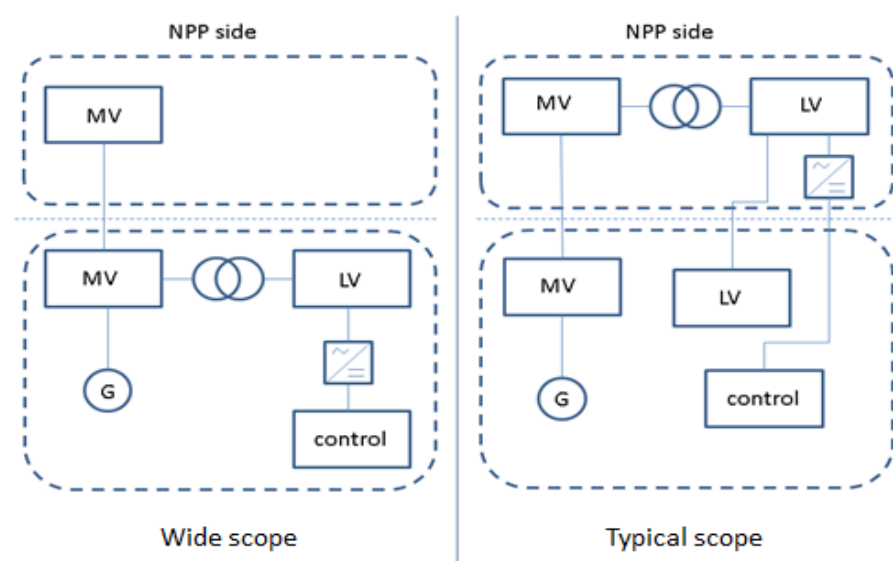 NPP side
MV
MV
LV
G
control
Wide scope
NPP side
MV
LV
MV
LV
G
control
Typical scope